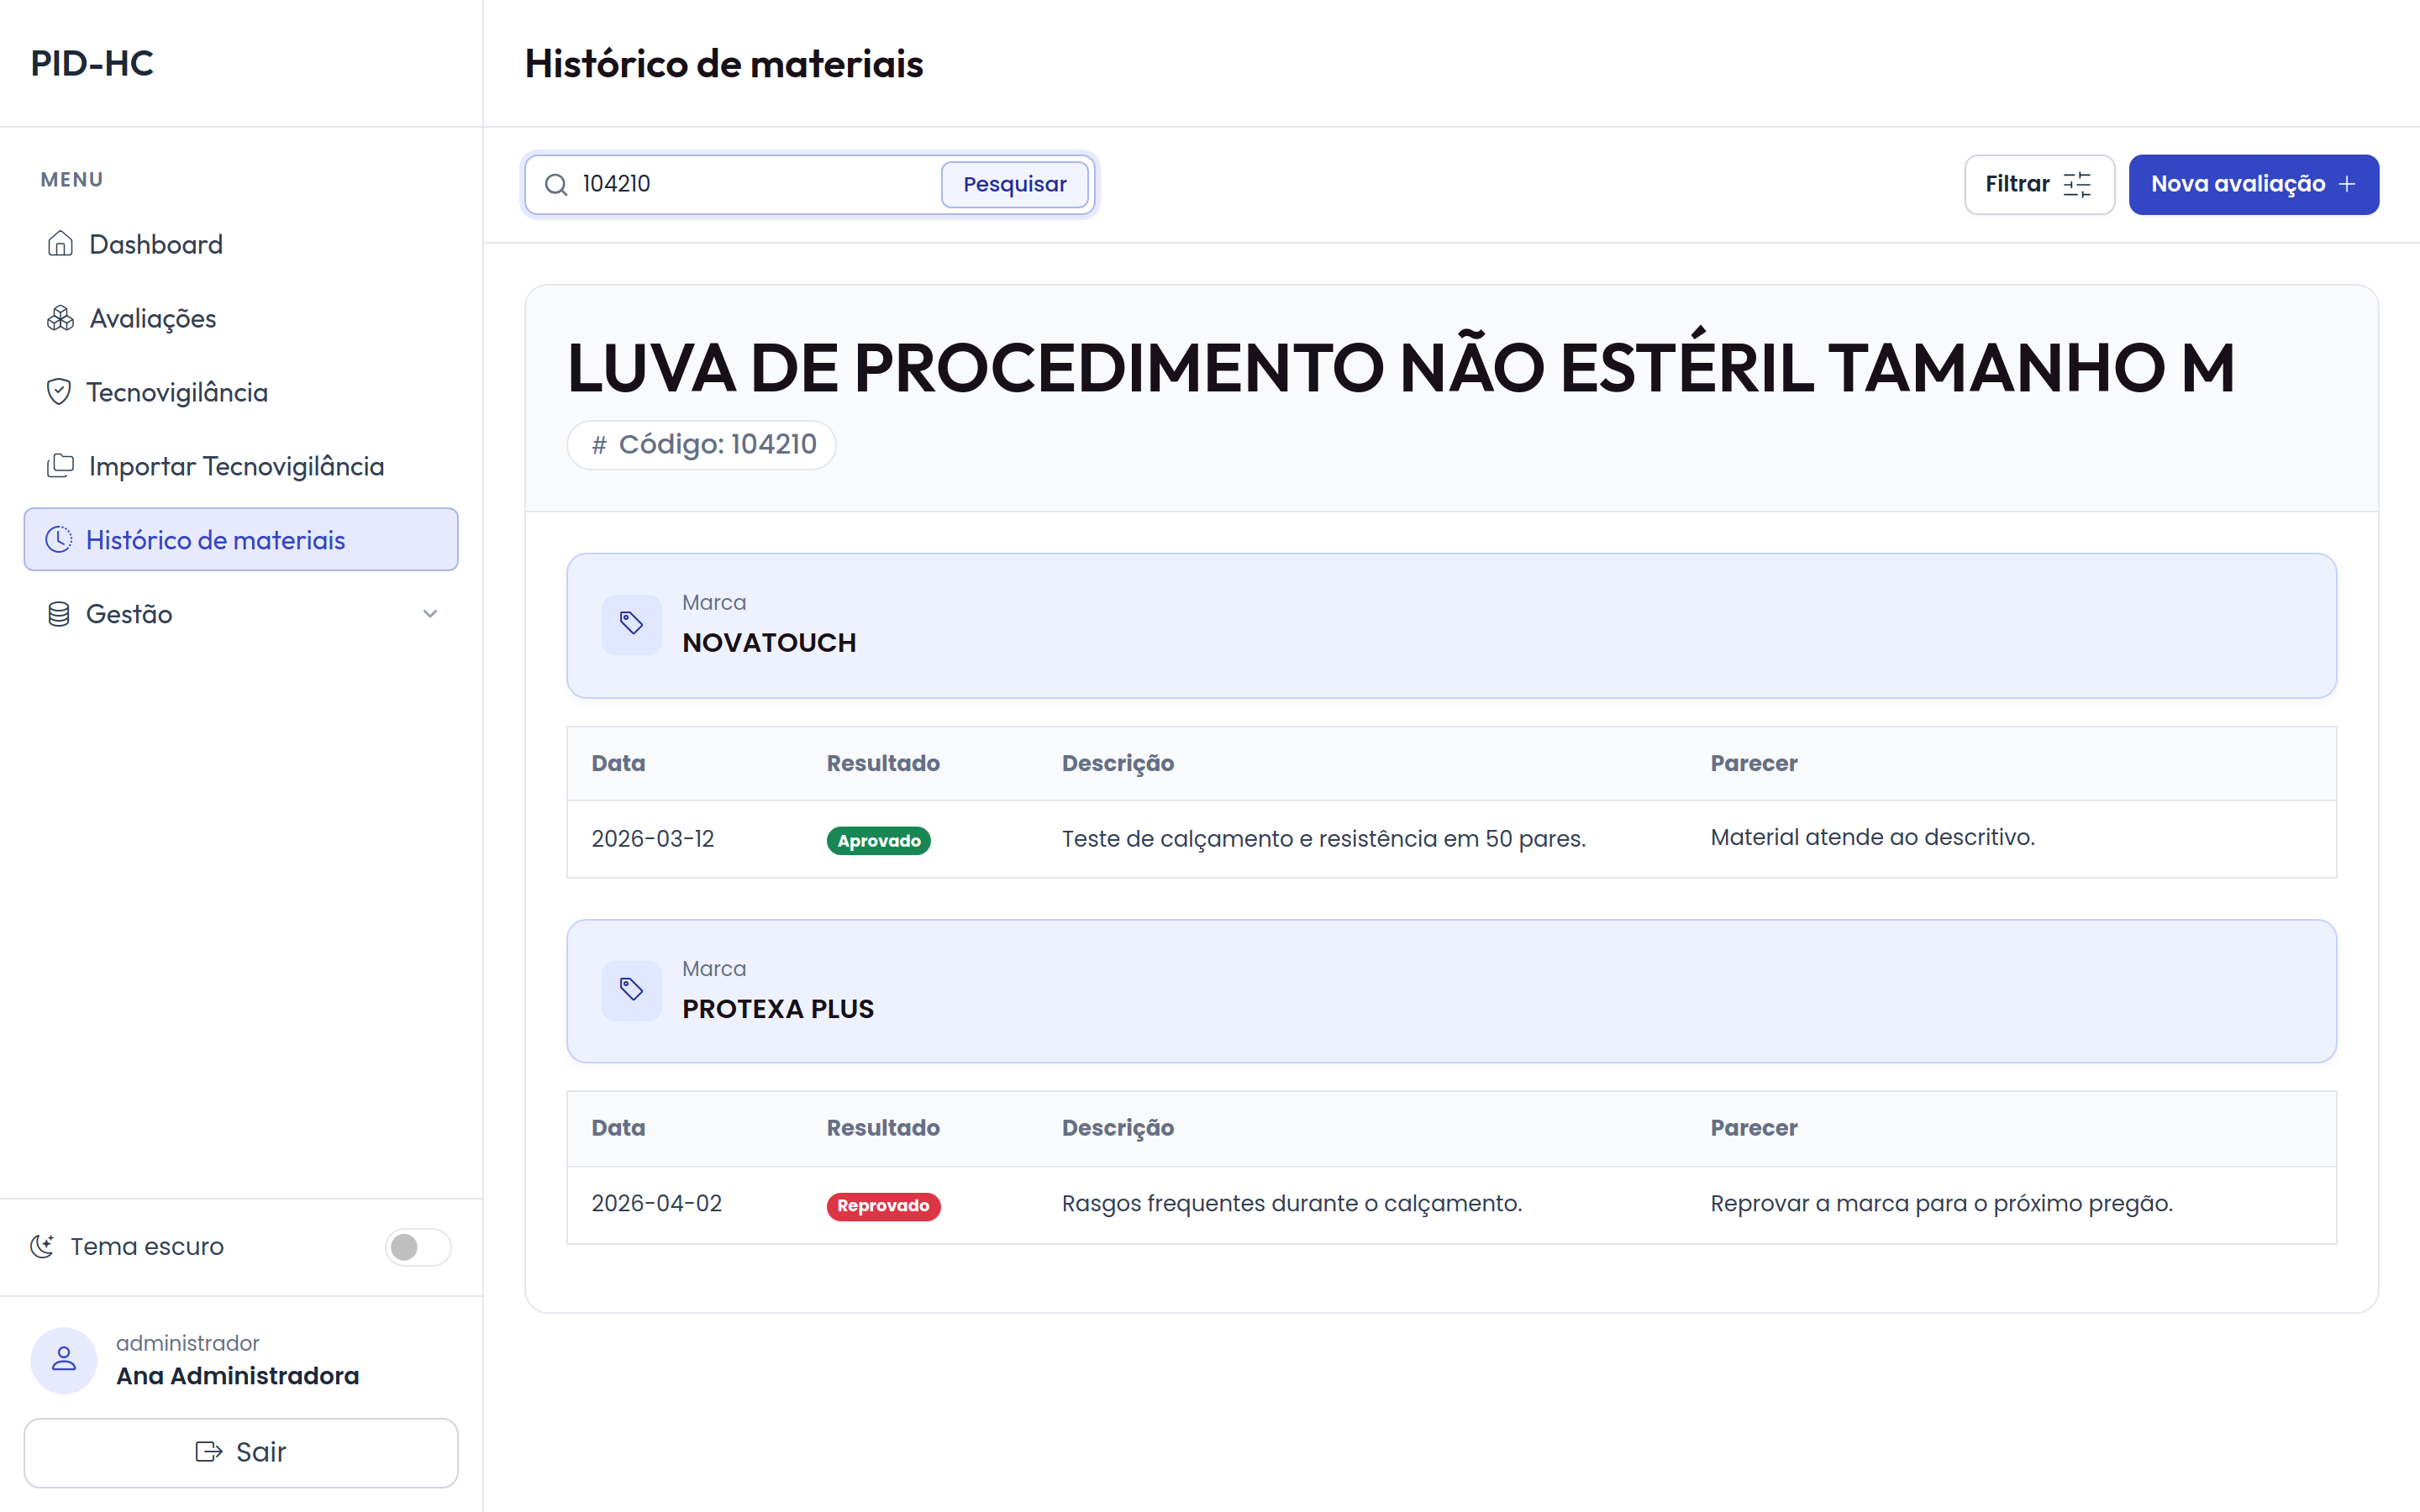 PID-HC
Histórico de materiais
MENU
Dashboard
Avaliações
Tecnovigilância
Importar Tecnovigilância
Histórico de materiais
Gestão
Tema escuro
administrador
Ana Administradora
Sair
104210
Pesquisar
Filtrar
Nova avaliação +
LUVA DE PROCEDIMENTO NÃO ESTÉRIL TAMANHO M
# Código: 104210
Marca
NOVATOUCH
Data Resultado Descrição Parecer
2026-03-12 Aprovado Teste de calçamento e resistência em 50 pares. Material atende ao descritivo.
Marca
PROTEXA PLUS
Data Resultado Descrição Parecer
2026-04-02 Reprovado Rasgos frequentes durante o calçamento. Reprovar a marca para o próximo pregão.